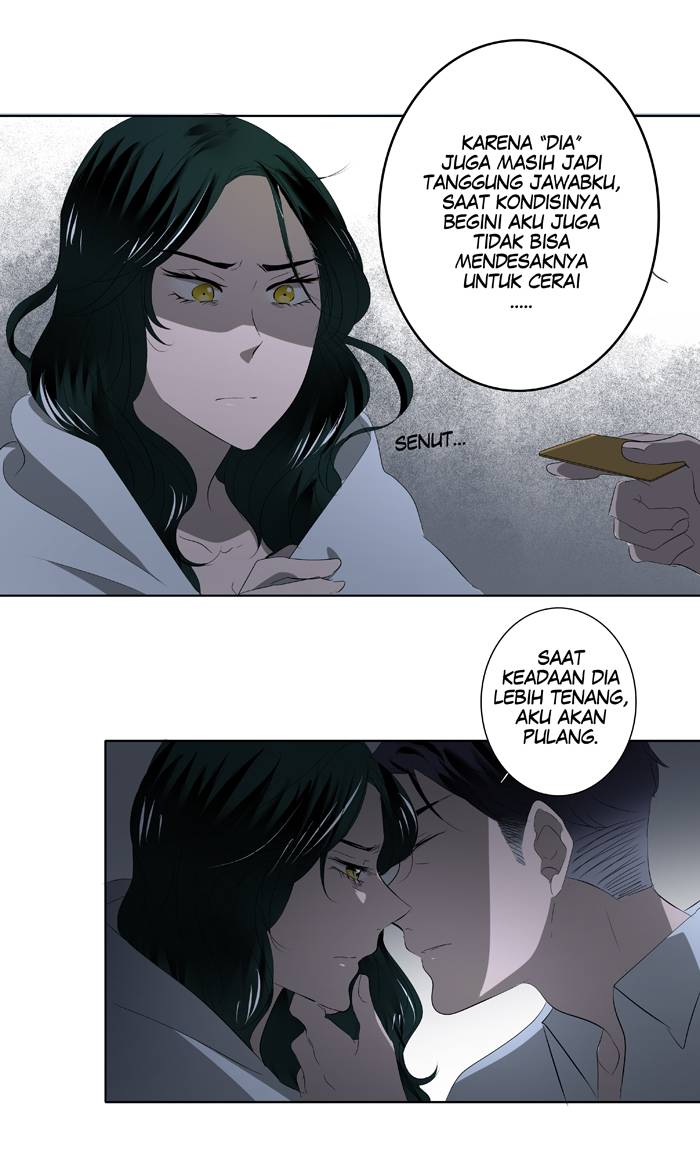 KARENA "DIA"
JUGA MASIH JADI
TANGGUNG JAWABKU,
SAAT KONDISINYA
BEGINI AKU JUGA
TIDAK BISA
MENDESAKNYA
UNTUK CERAI
.....
SENUT...
SAAT
KEADAAN DIA
LEBIH TENANG,
AKU AKAN
PULANG.